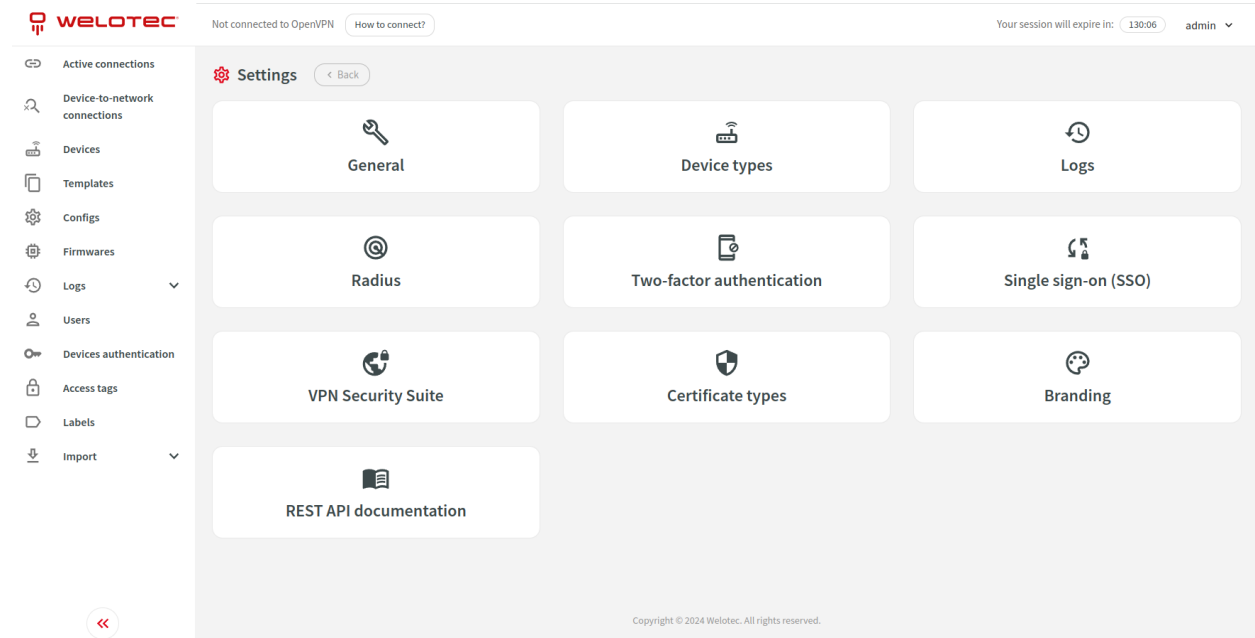 WELOTEC
Not connected to OpenVPN
How to connect?
Your session will expire in:
130:06
admin
Active connections
Device-to-network
connections
Devices
Templates
Configs
Firmwares
Logs
Users
Devices authentication
Access tags
Labels
Import
Settings
Back
General
Device types
Logs
Radius
Two-factor authentication
Single sign-on (SSO)
VPN Security Suite
Certificate types
Branding
REST API documentation
Copyright © 2024 Welotec. All rights reserved.